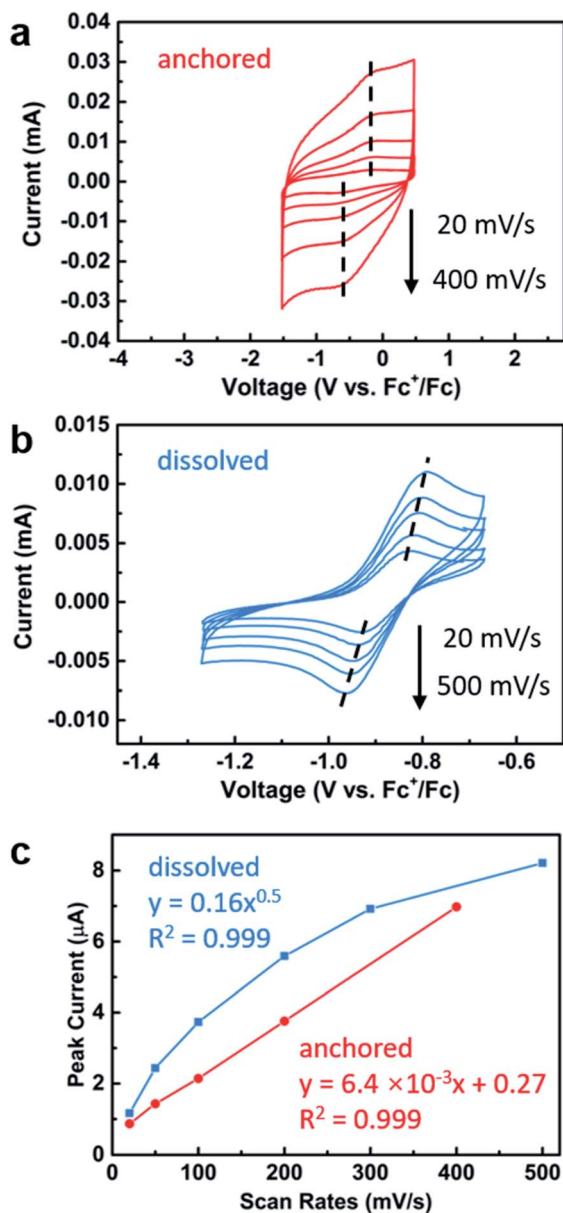 a
anchored
0.04
0.03
0.02
0.01
0.00
-0.01
-0.02
-0.03
-0.04
Current (mA)
20 mV/s
400 mV/s
-4 -3 -2 -1 0 1 2
Voltage (V vs. Fc⁺/Fc)
b
dissolved
0.015
0.010
0.005
0.000
-0.005
-0.010
Current (mA)
20 mV/s
500 mV/s
-1.4 -1.2 -1.0 -0.8 -0.6
Voltage (V vs. Fc⁺/Fc)
c
dissolved
y = 0.16x⁰·⁵
R² = 0.999
8
6
4
2
0
Peak Current (μA)
anchored
y = 6.4 ×10⁻³x + 0.27
R² = 0.999
100 200 300 400 500
Scan Rates (mV/s)